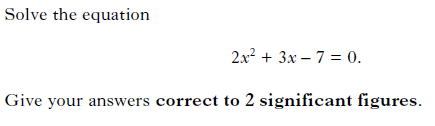 Solve the equation
2x² + 3x – 7 = 0.
Give your answers correct to 2 significant figures.